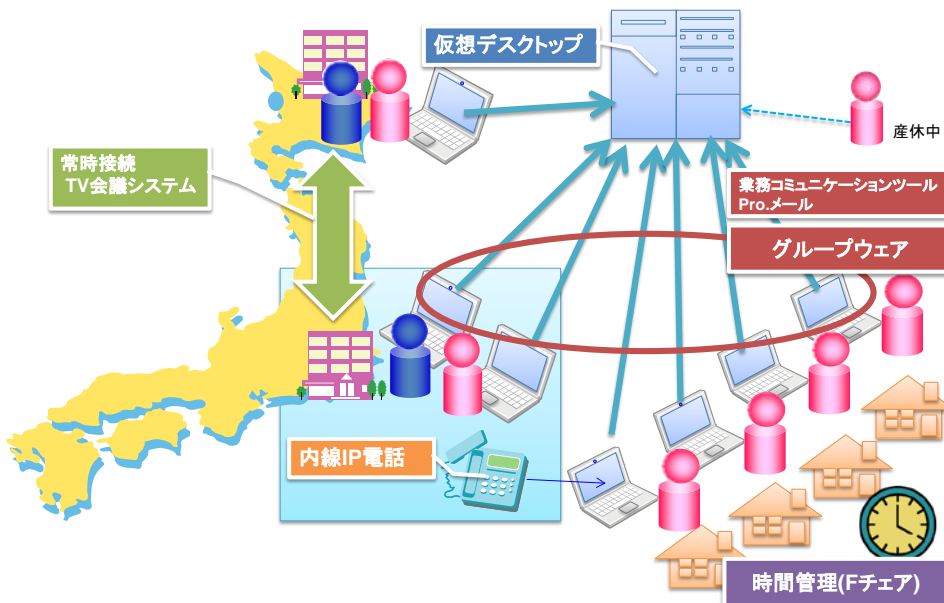 仮想デスクトップ
産休中
常時接続
TV会議システム
業務コミュニケーションツール
Pro.メール
グループウェア
内線IP電話
時間管理(Fチェア)